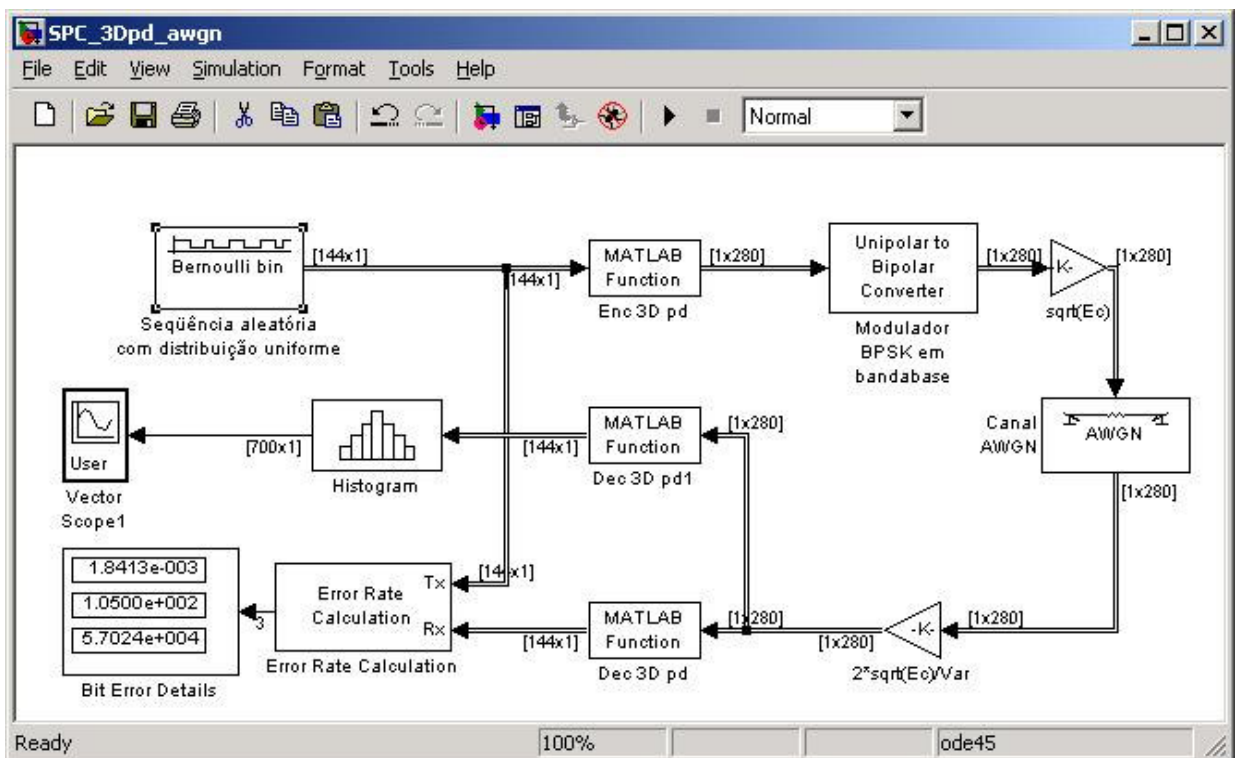 SPC_3Dpd_awgn
File Edit View Simulation Format Tools Help
Normal
Bernoulli bin
[144x1]
Seqüência aleatória
com distribuição uniforme
[144x1]
MATLAB
Function
Enc 3D pd
[1x280]
Unipolar to
Bipolar
Converter
Modulador
BPSK em
bandabase
[1x280]
-K-
sqrt(Ec)
[1x280]
Canal
AWGN
AWGN
[1x280]
User
Vector
Scope1
[700x1]
Histogram
[144x1]
MATLAB
Function
Dec 3D pd1
[1x280]
1.8413e-003
1.0500e+002
5.7024e+004
Bit Error Details
3
Error Rate
Calculation
Tx
Rx
Error Rate Calculation
[144x1]
[144x1]
MATLAB
Function
Dec 3D pd
[1x280]
[1x280]
-K-
2*sqrt(Ec)/Var
[1x280]
Ready
100%
ode45